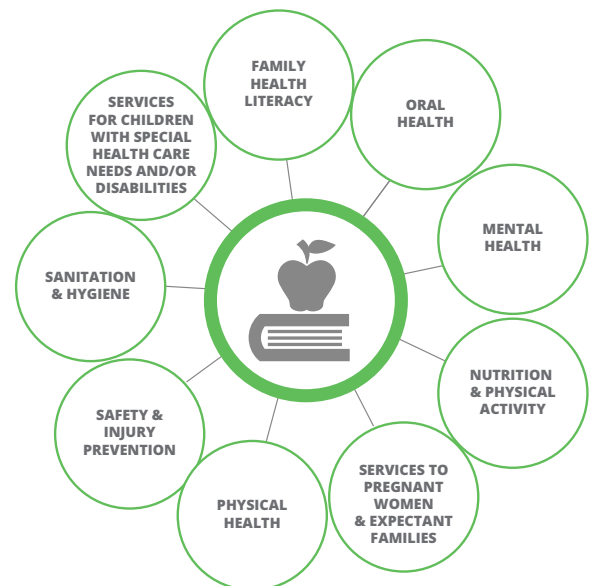 FAMILY
HEALTH
LITERACY
ORAL
HEALTH
MENTAL
HEALTH
NUTRITION
& PHYSICAL
ACTIVITY
SERVICES TO
PREGNANT
WOMEN
& EXPECTANT
FAMILIES
PHYSICAL
HEALTH
SAFETY &
INJURY
PREVENTION
SANITATION
& HYGIENE
SERVICES
FOR CHILDREN
WITH SPECIAL
HEALTH CARE
NEEDS AND/OR
DISABILITIES